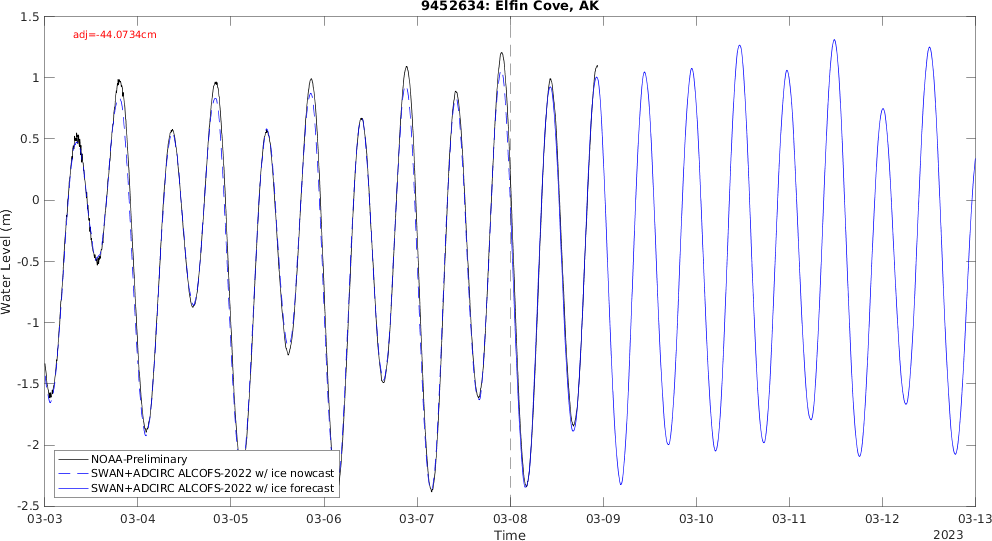 9452634: Elfin Cove, AK
adj=-44.0734cm
1.5
1
0.5
0
-0.5
-1
-1.5
-2
-2.5
Water Level (m)
NOAA-Preliminary
SWAN+ADCIRC ALCOFS-2022 w/ ice nowcast
SWAN+ADCIRC ALCOFS-2022 w/ ice forecast
03-03 03-04 03-05 03-06 03-07 03-08 03-09 03-10 03-11 03-12 03-13
Time
2023